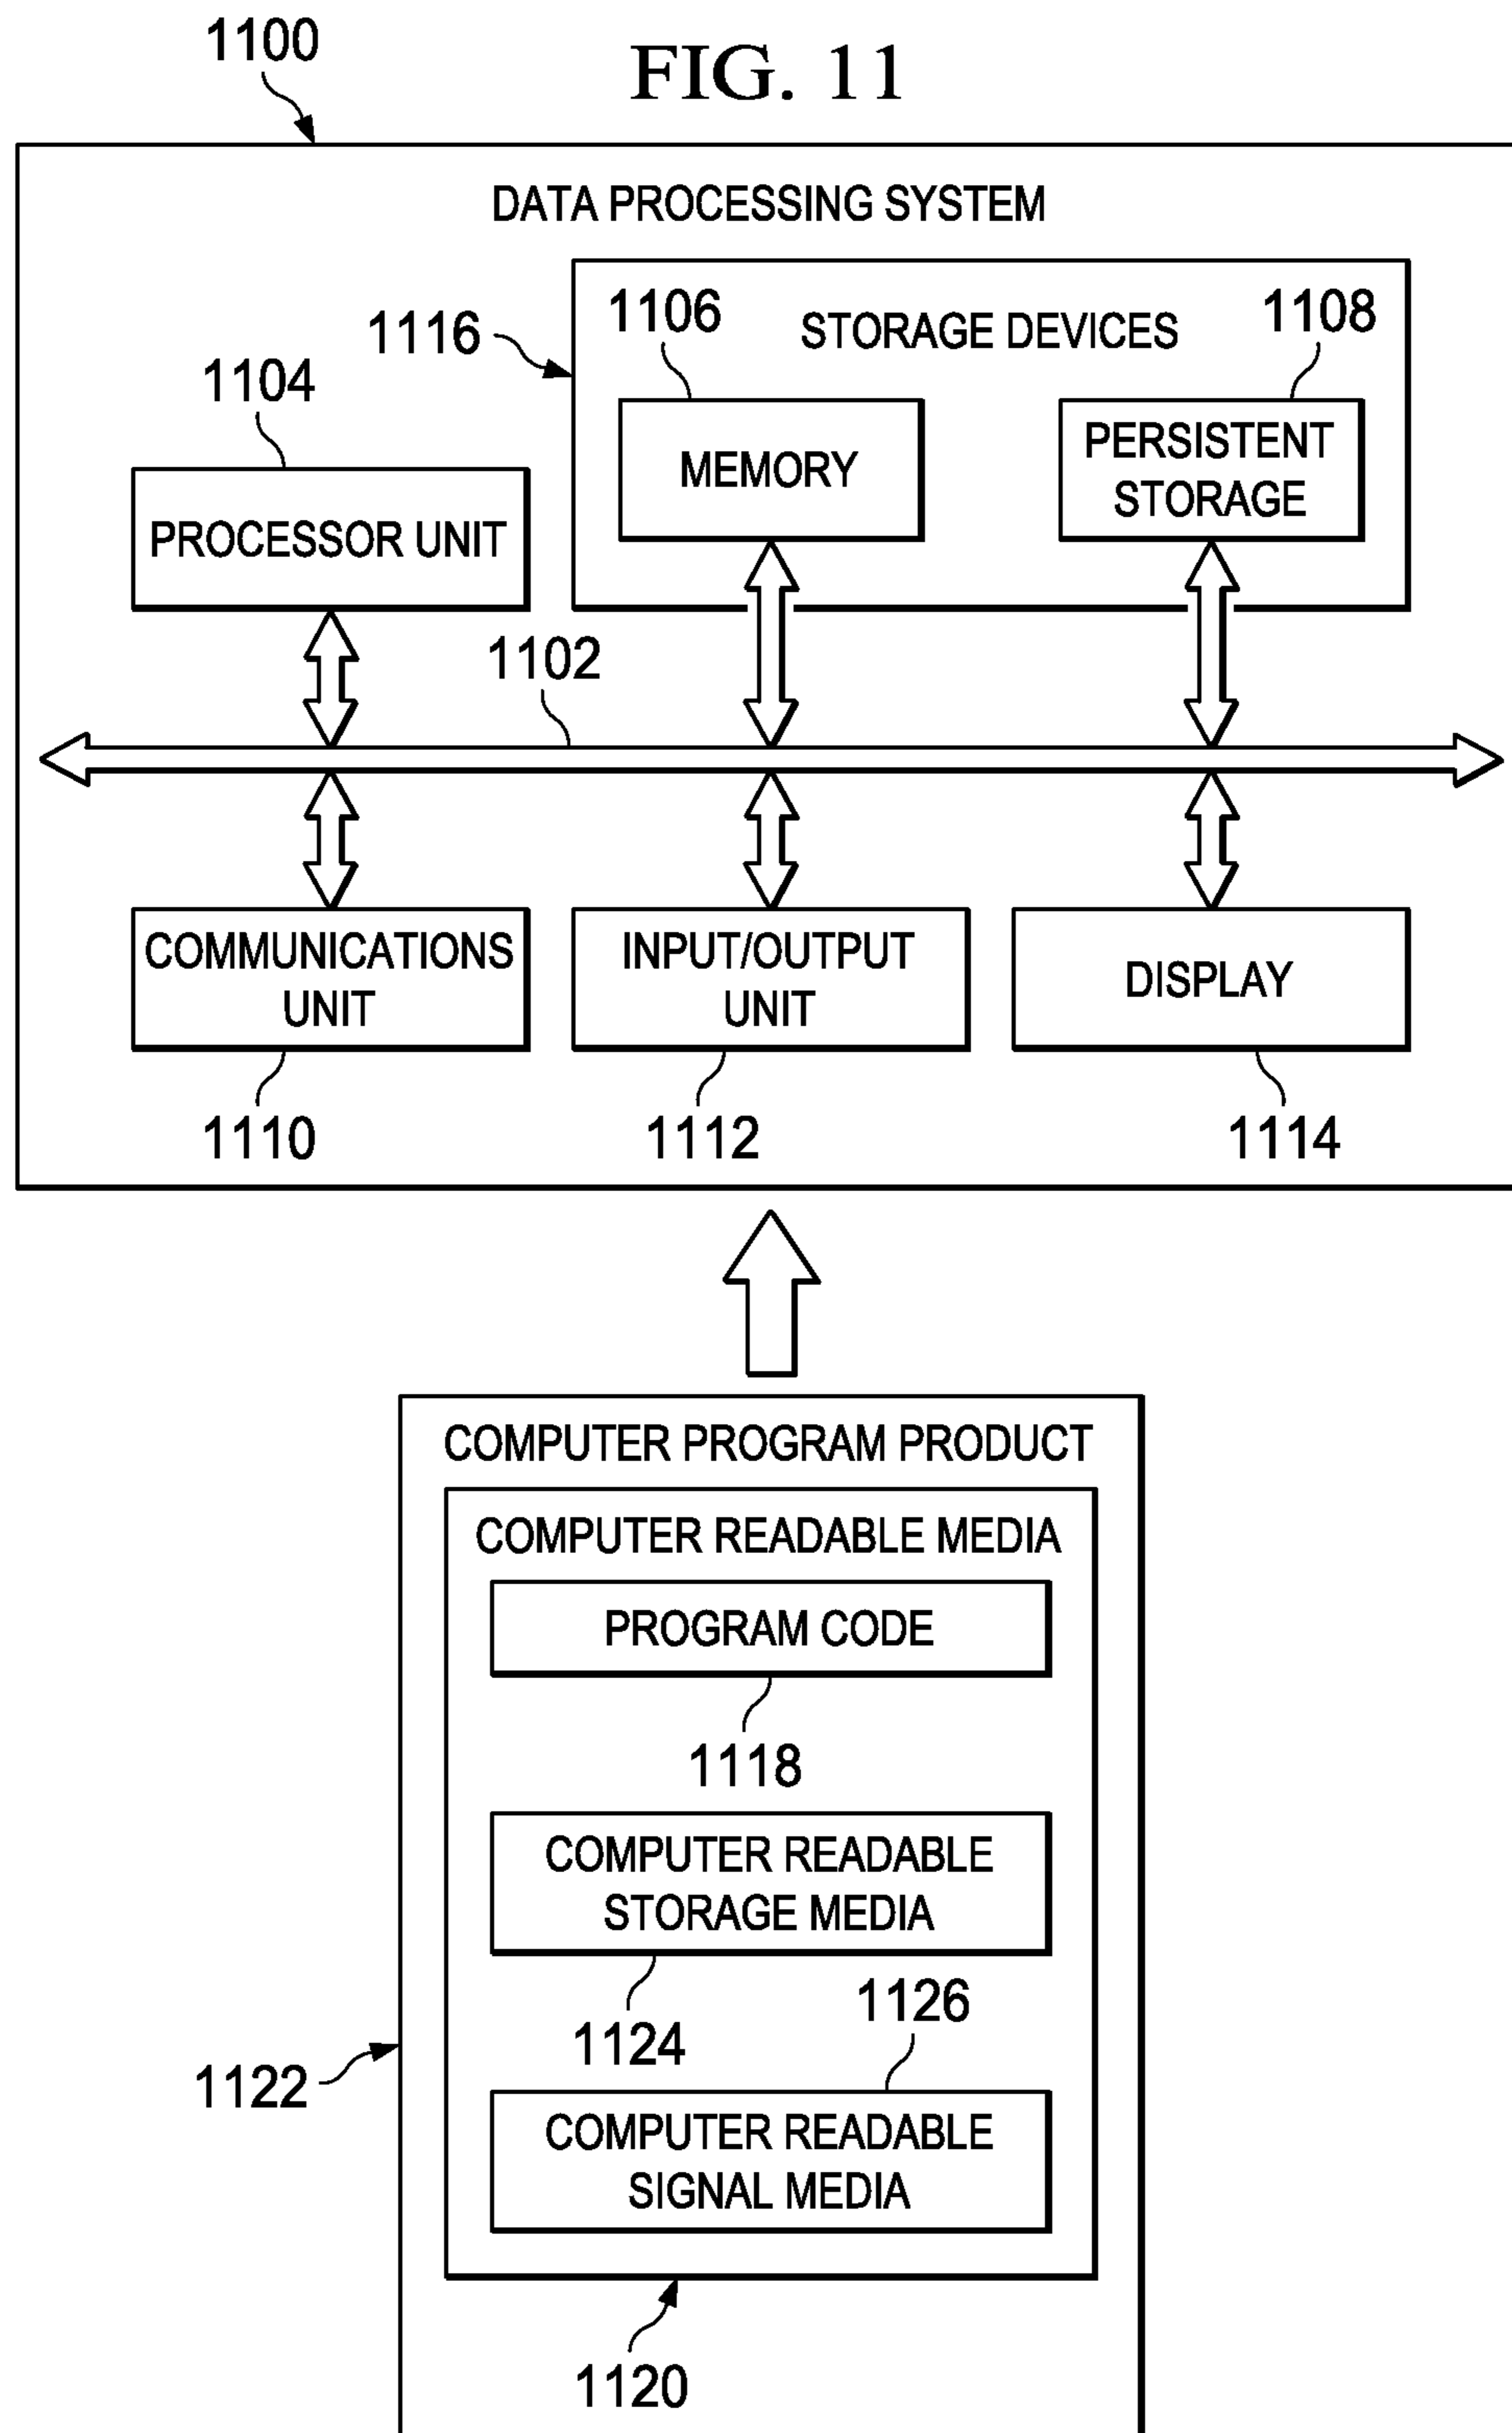 1100
FIG. 11
DATA PROCESSING SYSTEM
1116
1106
STORAGE DEVICES
1108
1104
MEMORY
PERSISTENT
STORAGE
PROCESSOR UNIT
1102
COMMUNICATIONS
UNIT
INPUT/OUTPUT
UNIT
DISPLAY
1110
1112
1114
COMPUTER PROGRAM PRODUCT
COMPUTER READABLE MEDIA
PROGRAM CODE
1118
COMPUTER READABLE
STORAGE MEDIA
1124
1126
1122
COMPUTER READABLE
SIGNAL MEDIA
1120